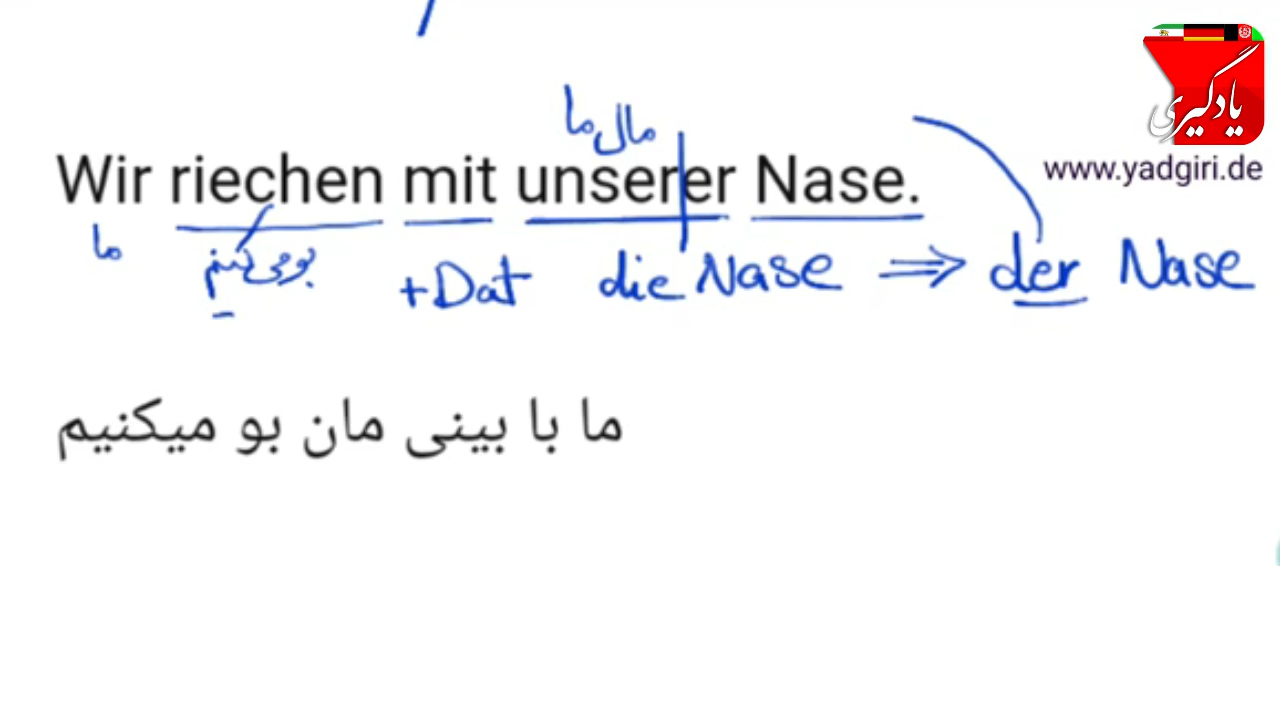 یادگیری
www.yadgiri.de
مال ما
Wir riechen mit unserer Nase.
ما بو می کنیم +Dat die Nase ⇒ der Nase
ما با بینی مان بو میکنیم